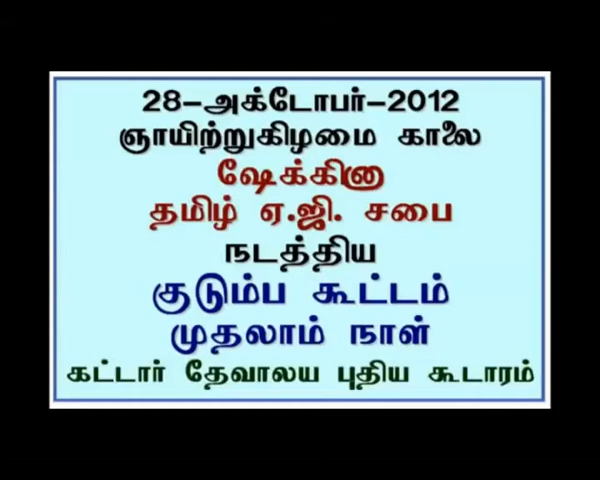 28-அக்டோபர்-2012
ஞாயிற்றுகிழமை காலை
ஷேக்கினா
தமிழ் ஏ.ஜி. சபை
நடத்திய
குடும்ப கூட்டம்
முதலாம் நாள்
கட்டார் தேவாலய புதிய கூடாரம்